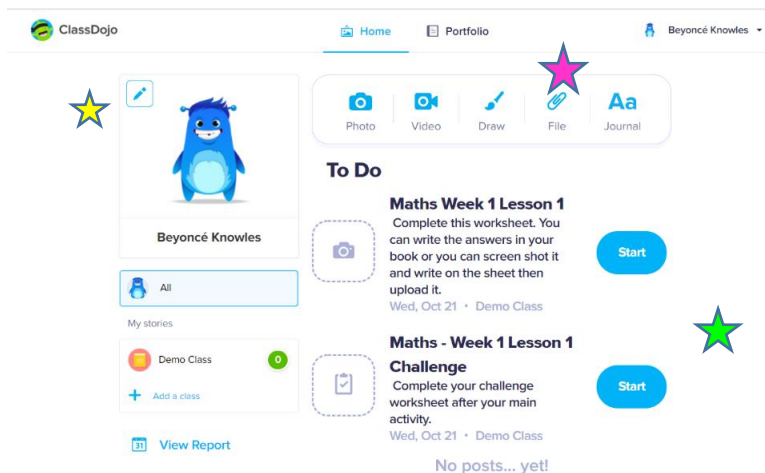 ClassDojo
Home
Portfolio
Beyoncé Knowles
Photo
Video
Draw
File
Aa
Journal
To Do
Beyoncé Knowles
All
My stories
Demo Class
0
Add a class
31
View Report
Maths Week 1 Lesson 1
Complete this worksheet. You
can write the answers in your
book or you can screen shot it
and write on the sheet then
upload it.
Wed, Oct 21 • Demo Class
Start
Maths - Week 1 Lesson 1
Challenge
Complete your challenge
worksheet after your main
activity.
Wed, Oct 21 • Demo Class
Start
No posts... yet!